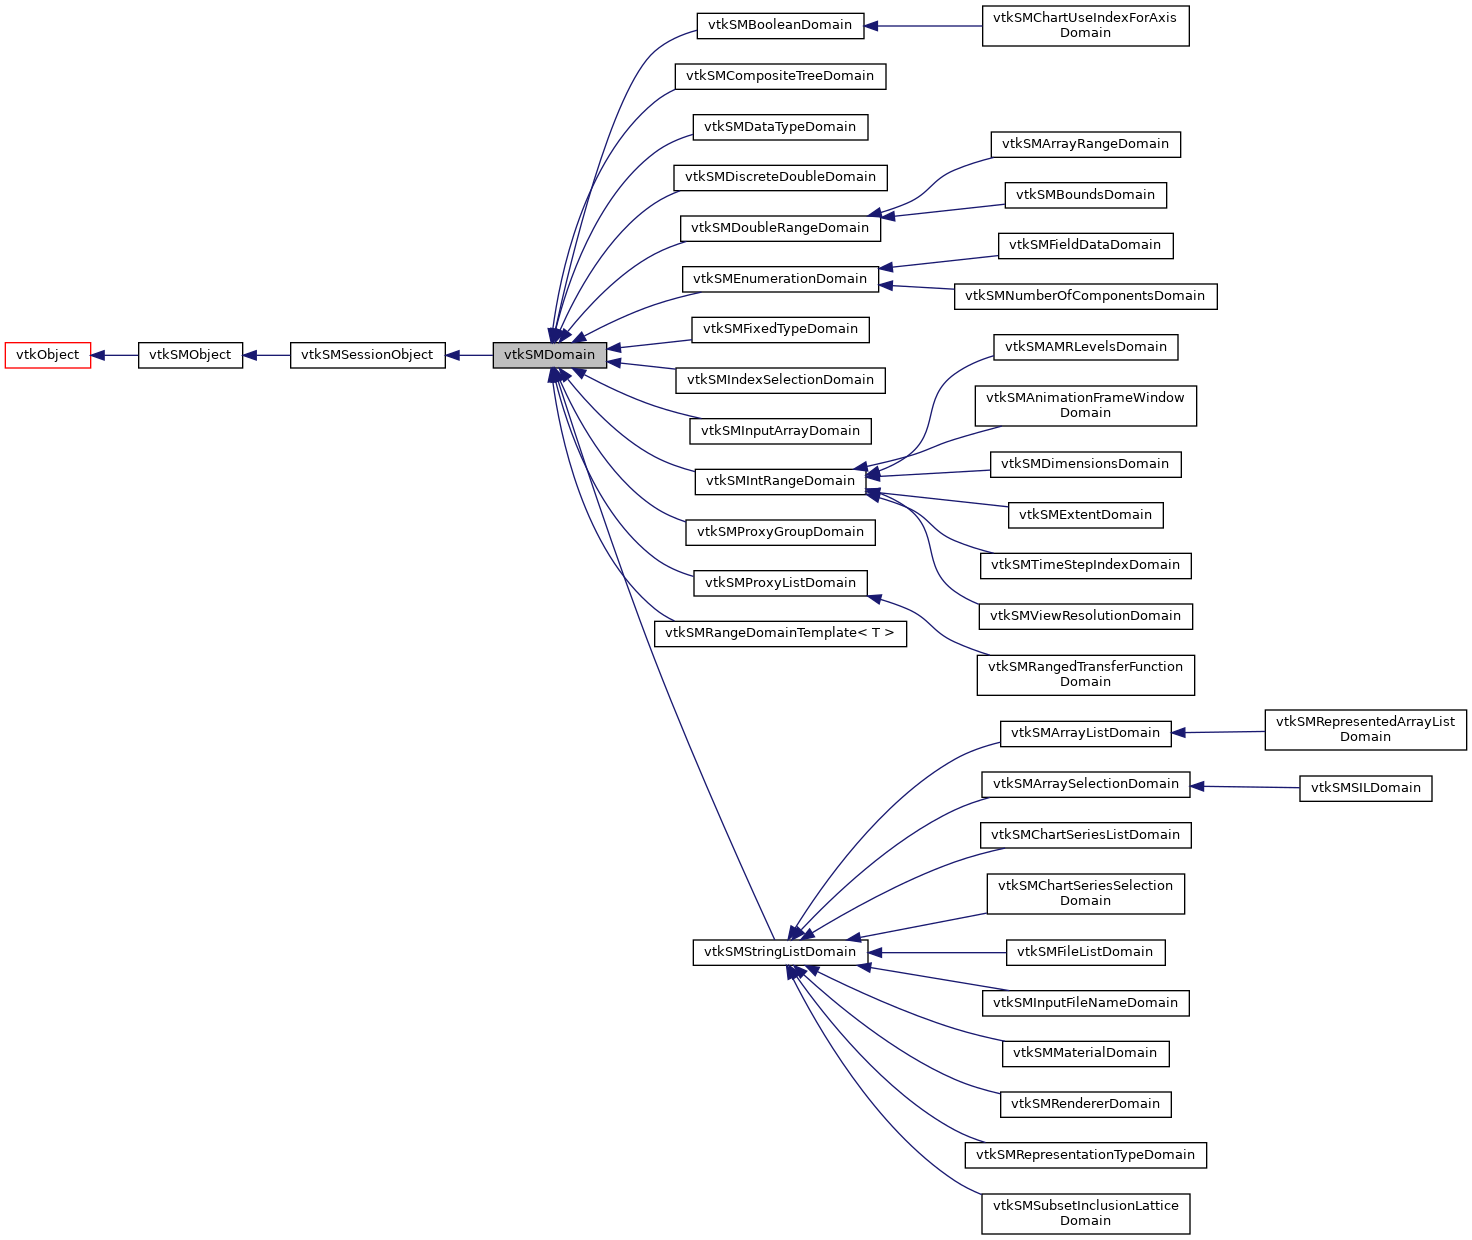 vtkObject
vtkSMObject
vtkSMSessionObject
vtkSMDomain
vtkSMBooleanDomain
vtkSMCompositeTreeDomain
vtkSMDataTypeDomain
vtkSMDiscreteDoubleDomain
vtkSMDoubleRangeDomain
vtkSMEnumerationDomain
vtkSMFixedTypeDomain
vtkSMIndexSelectionDomain
vtkSMInputArrayDomain
vtkSMIntRangeDomain
vtkSMProxyGroupDomain
vtkSMProxyListDomain
vtkSMRangeDomainTemplate< T >
vtkSMStringListDomain
vtkSMChartUseIndexForAxis
Domain
vtkSMArrayRangeDomain
vtkSMBoundsDomain
vtkSMFieldDataDomain
vtkSMNumberOfComponentsDomain
vtkSMAMRLevelsDomain
vtkSMAnimationFrameWindow
Domain
vtkSMDimensionsDomain
vtkSMExtentDomain
vtkSMTimeStepIndexDomain
vtkSMViewResolutionDomain
vtkSMRangedTransferFunction
Domain
vtkSMArrayListDomain
vtkSMArraySelectionDomain
vtkSMChartSeriesListDomain
vtkSMChartSeriesSelection
Domain
vtkSMFileListDomain
vtkSMInputFileNameDomain
vtkSMMaterialDomain
vtkSMRendererDomain
vtkSMRepresentationTypeDomain
vtkSMSubsetInclusionLattice
Domain
vtkSMRepresentedArrayList
Domain
vtkSMSILDomain